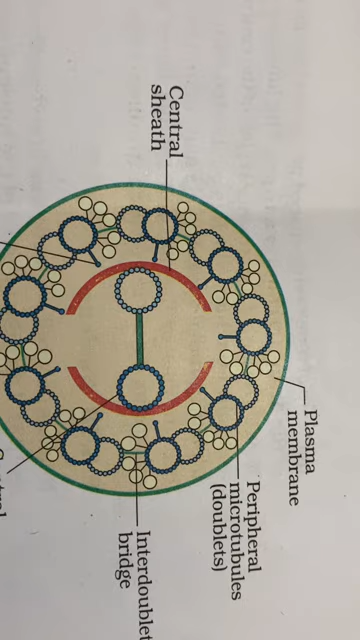 Central
sheath
Plasma
membrane
Peripheral
microtubules
(doublets)
Interdoublet
bridge